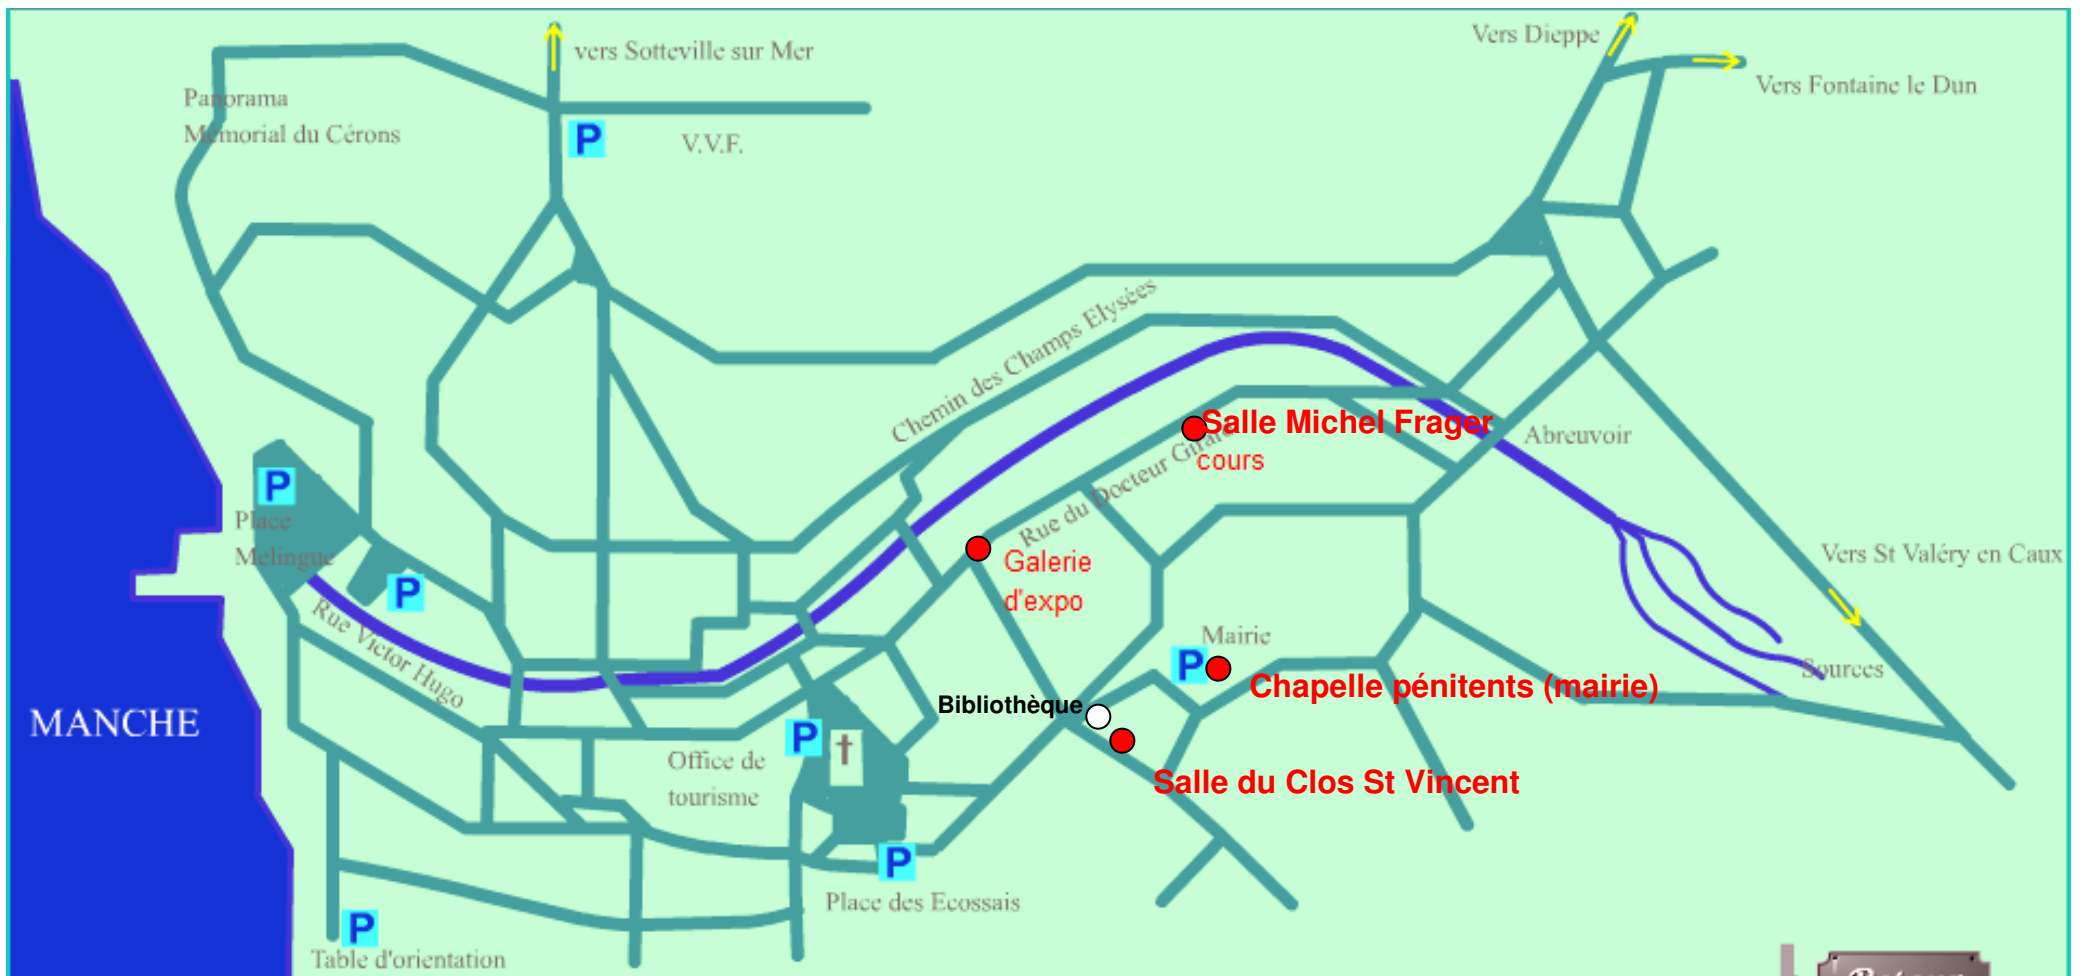 Vers Dieppe
vers Sotteville sur Mer
Vers Fontaine le Dun
Panorama
Mémorial du Cérons
P
V.V.F.
Chemin des Champs Elysées
Salle Michel Frager
Abreuvoir
Rue du Docteur Girard
cours
P
Place
Melingue
Galerie
d'expo
Vers St Valéry en Caux
P
Rue Victor Hugo
Mairie
P
Sources
Chapelle pénitents (mairie)
Bibliothèque
MANCHE
P
Office de
tourisme
Salle du Clos St Vincent
P
Place des Ecossais
P
Table d'orientation